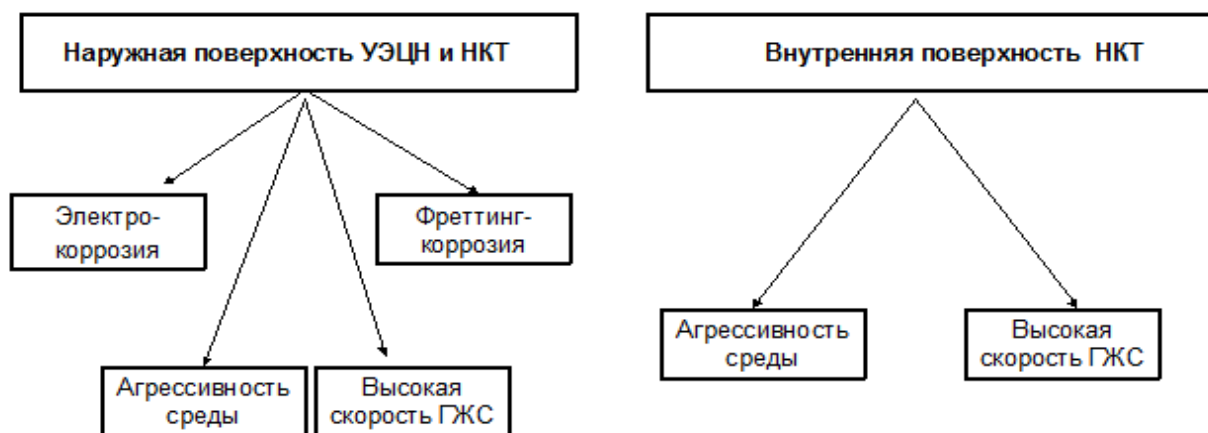 Наружная поверхность УЭЦН и НКТ
Внутренняя поверхность НКТ
Электро-
коррозия
Фреттинг-
коррозия
Агрессивность
среды
Высокая
скорость ГЖС
Агрессивность
среды
Высокая
скорость ГЖС